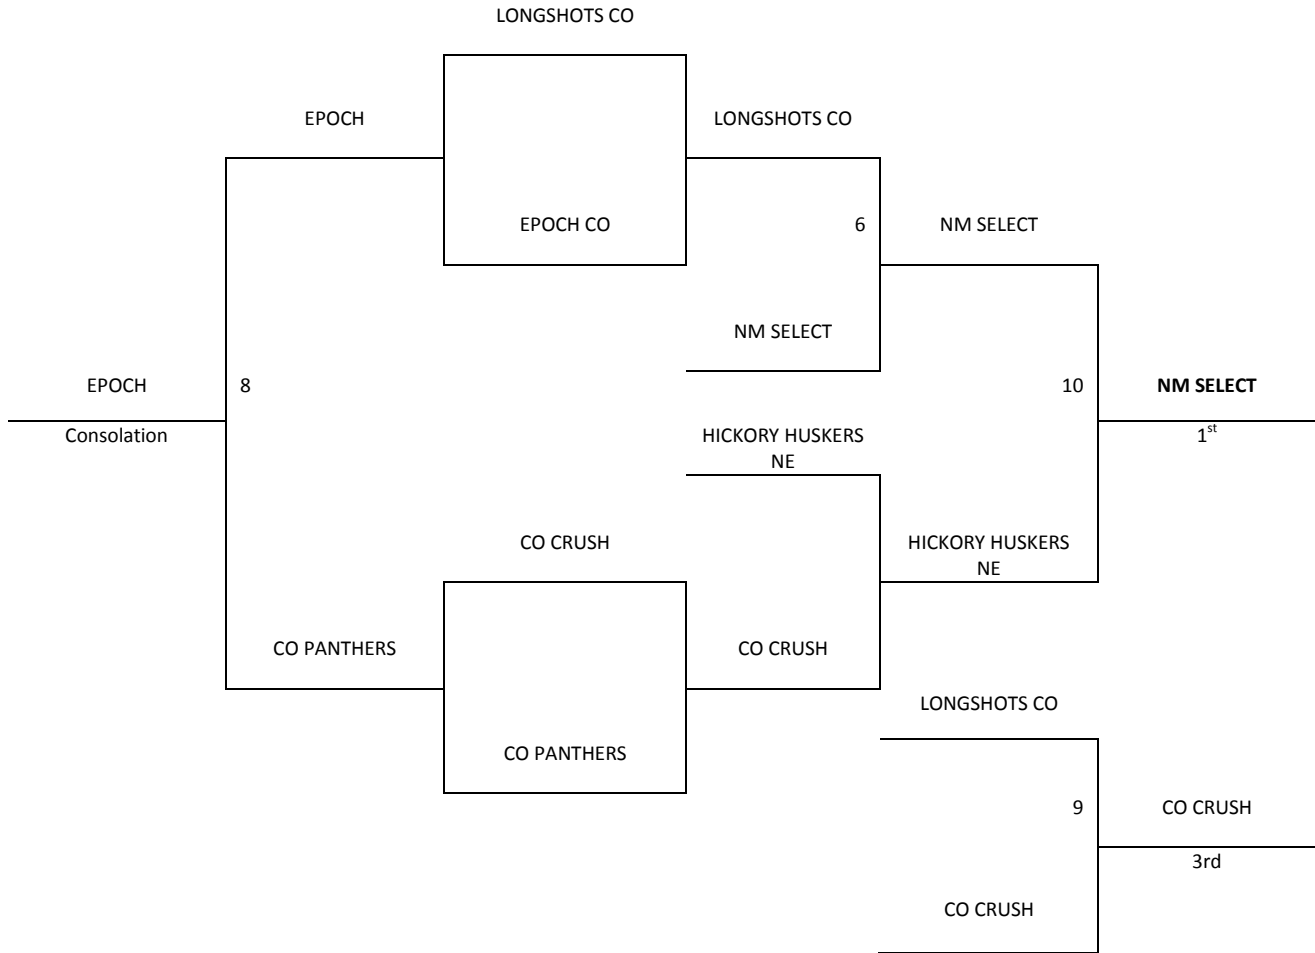 LONGSHOTS CO
EPOCH
LONGSHOTS CO
EPOCH CO
6
NM SELECT
NM SELECT
EPOCH
8
10
NM SELECT
Consolation
HICKORY HUSKERS
NE
1st
CO CRUSH
HICKORY HUSKERS
NE
CO PANTHERS
CO CRUSH
LONGSHOTS CO
CO PANTHERS
9
CO CRUSH
3rd
CO CRUSH